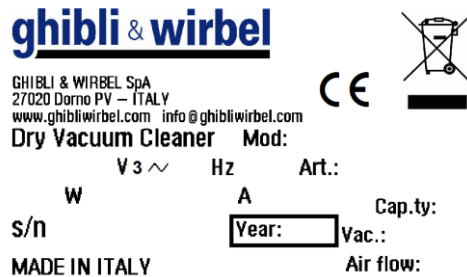 ghibli & wirbel
GHIBLI & WIRBEL SpA
27020 Dorno PV – ITALY
www.ghibliwirbel.com info@ghibliwirbel.com
CE
Dry Vacuum Cleaner Mod:
V 3 ~ Hz Art.:
W A Cap.ty:
s/n Year: Vac.:
MADE IN ITALY Air flow: